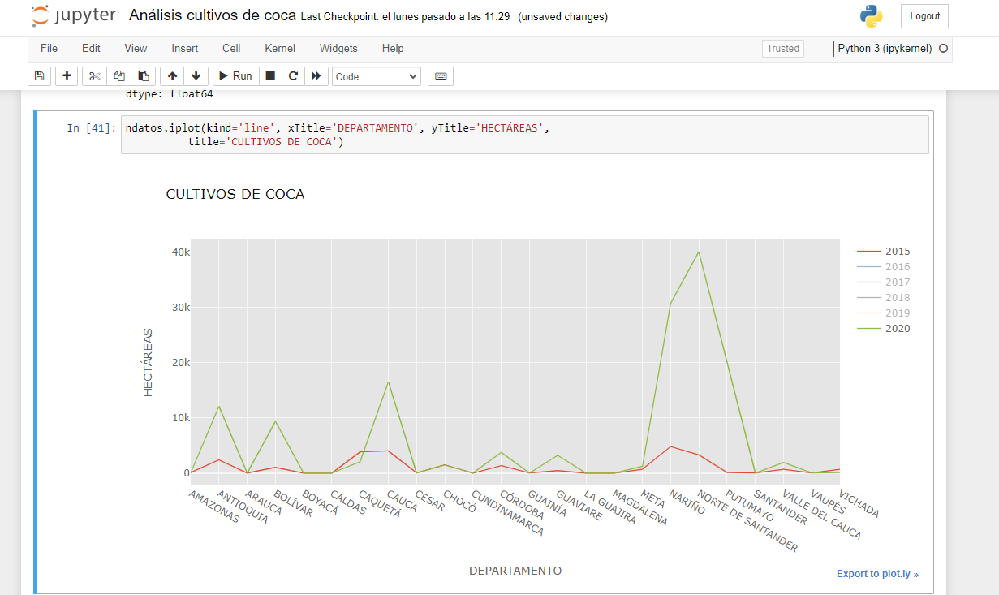 jupyter Análisis cultivos de coca Last Checkpoint: el lunes pasado a las 11:29 (unsaved changes) Logout
File Edit View Insert Cell Kernel Widgets Help Trusted Python 3 (ipykernel)
Run Code
dtype: float64
In [41]: ndatos.iplot(kind='line', xTitle='DEPARTAMENTO', yTitle='HECTÁREAS',
title='CULTIVOS DE COCA')
CULTIVOS DE COCA
40k
30k
20k
10k
0
HECTÁREAS
2015
2016
2017
2018
2019
2020
AMAZONAS
ANTIOQUIA
ARAUCA
BOLÍVAR
BOYACÁ
CALDAS
CAQUETÁ
CAUCA
CESAR
CHOCÓ
CUNDINAMARCA
CÓRDOBA
GUAINÍA
GUAVIARE
LA GUAJIRA
MAGDALENA
META
NARIÑO
NORTE DE SANTANDER
PUTUMAYO
SANTANDER
VALLE DEL CAUCA
VAUPÉS
VICHADA
DEPARTAMENTO
Export to plot.ly »